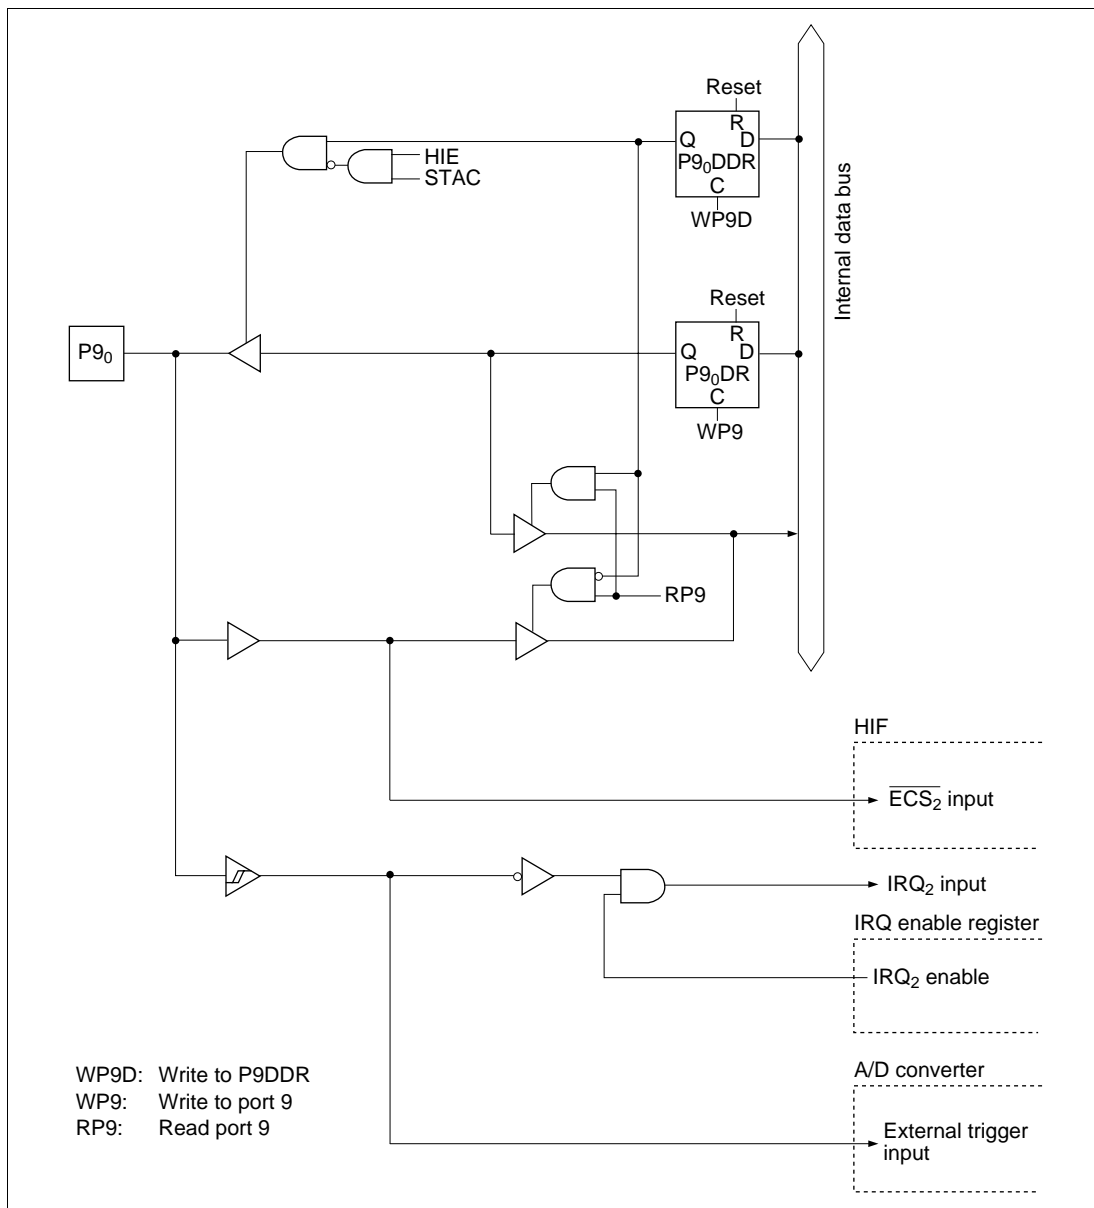 Reset
R
Q
D
P9₀DDR
C
WP9D
HIE
STAC
Internal data bus
Reset
R
Q
D
P9₀DR
C
WP9
P9₀
RP9
HIF
E̅C̅S̅₂̅ input
IRQ₂ input
IRQ enable register
IRQ₂ enable
A/D converter
External trigger
input
WP9D: Write to P9DDR
WP9: Write to port 9
RP9: Read port 9